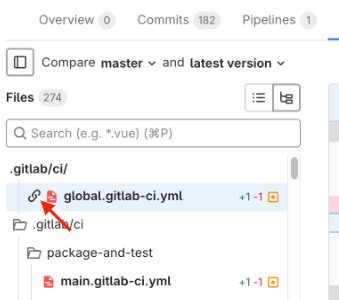 Overview 0 Commits 182 Pipelines 1
Compare master and latest version
Files 274
Search (e.g. *.vue) (⌘P)
.gitlab/ci/
global.gitlab-ci.yml +1 -1
.gitlab/ci
package-and-test
main.gitlab-ci.yml +1 -1